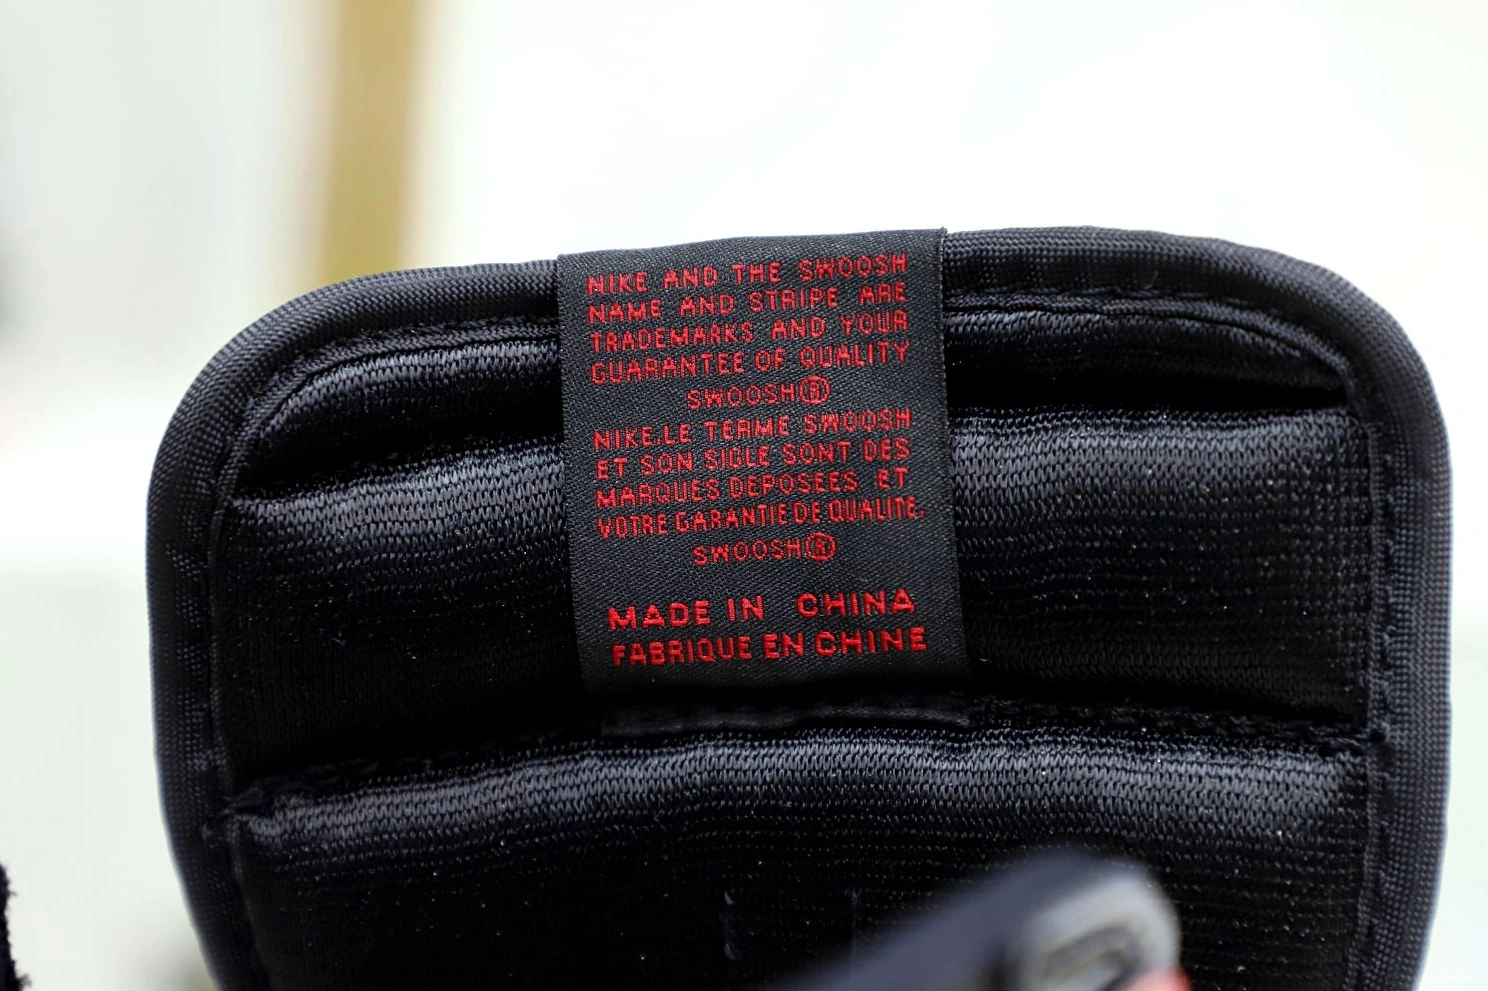 NIKE AND THE SWOOSH
NAME AND STRIPE ARE
TRADEMARKS AND YOUR
GUARANTEE OF QUALITY
SWOOSH®
NIKE.LE TERME SWOOSH
ET SON SIGLE SONT DES
MARQUES DEPOSEES ET
VOTRE GARANTIE DE QUALITE.
SWOOSH®
MADE IN CHINA
FABRIQUE EN CHINE